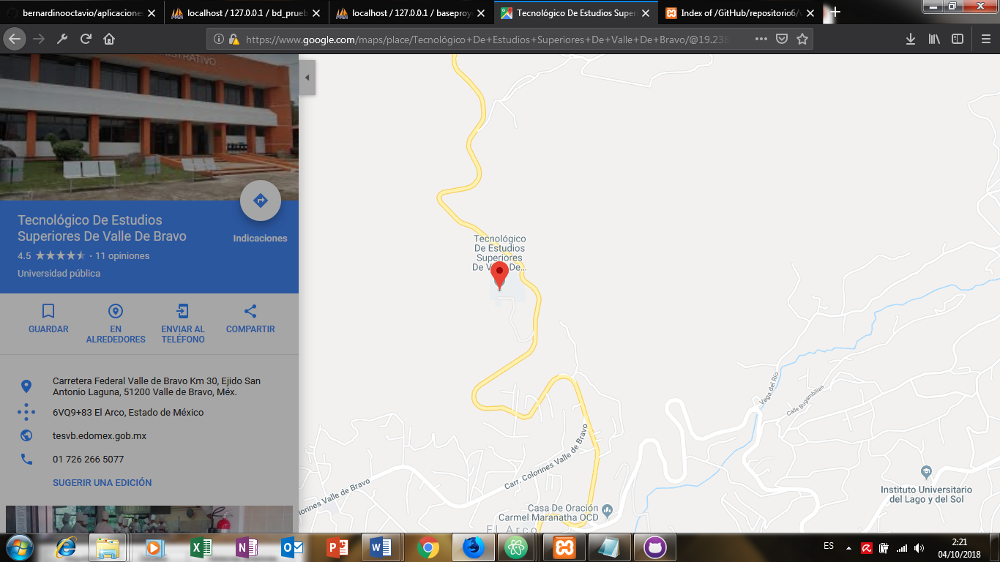 bernardinooctavio/aplicaciones
localhost / 127.0.0.1 / bd_prueb
localhost / 127.0.0.1 / baseproy
Tecnológico De Estudios Super
Index of /GitHub/repositorio6/v
https://www.google.com/maps/place/Tecnológico+De+Estudios+Superiores+De+Valle+De+Bravo/@19.238
Tecnológico De Estudios
Superiores De Valle De Bravo
Indicaciones
4.5 · 11 opiniones
Universidad pública
GUARDAR
EN
ALREDEDORES
ENVIAR AL
TELÉFONO
COMPARTIR
Carretera Federal Valle de Bravo Km 30, Ejido San
Antonio Laguna, 51200 Valle de Bravo, Méx.
6VQ9+83 El Arco, Estado de México
tesvb.edomex.gob.mx
01 726 266 5077
SUGERIR UNA EDICIÓN
Tecnológico
De Estudios
Superiores
De Valle De...
Vega del Rio
Calle Bugambilias
Carr. Colorines Valle de Bravo
olorines Valle de Bravo
Instituto Universitario
del Lago y del Sol
Casa De Oración
Carmel Maranatha OCD
El Arco
ES
2:21
04/10/2018